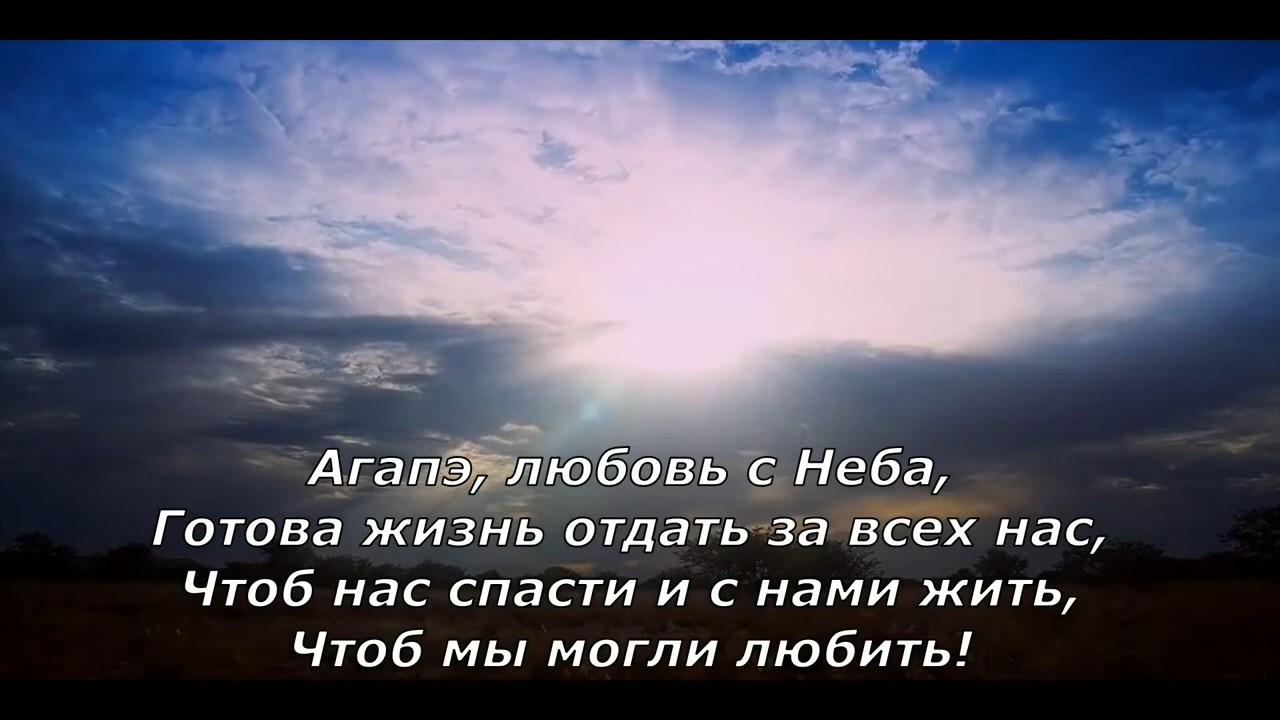 Агапэ, любовь с Неба,
Готова жизнь отдать за всех нас,
Чтоб нас спасти и с нами жить,
Чтоб мы могли любить!